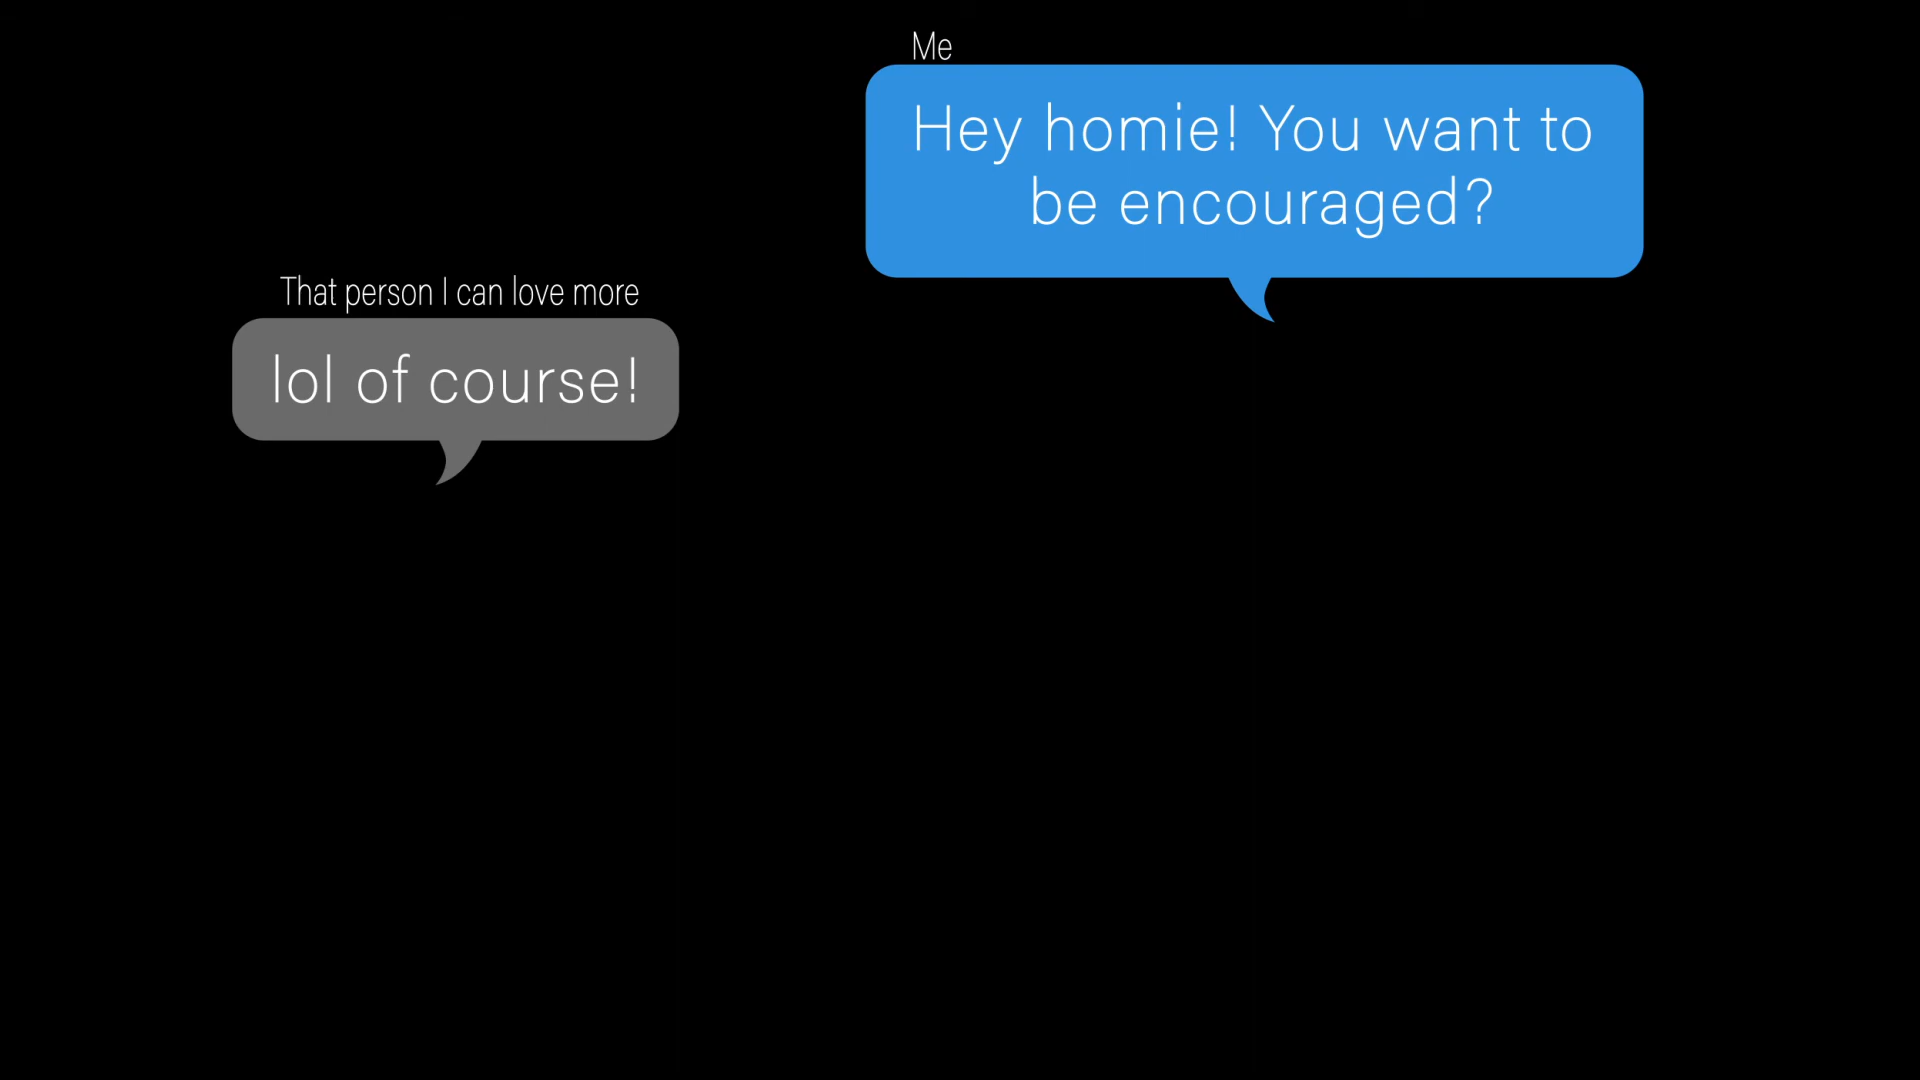 Me
Hey homie! You want to
be encouraged?
That person I can love more
lol of course!